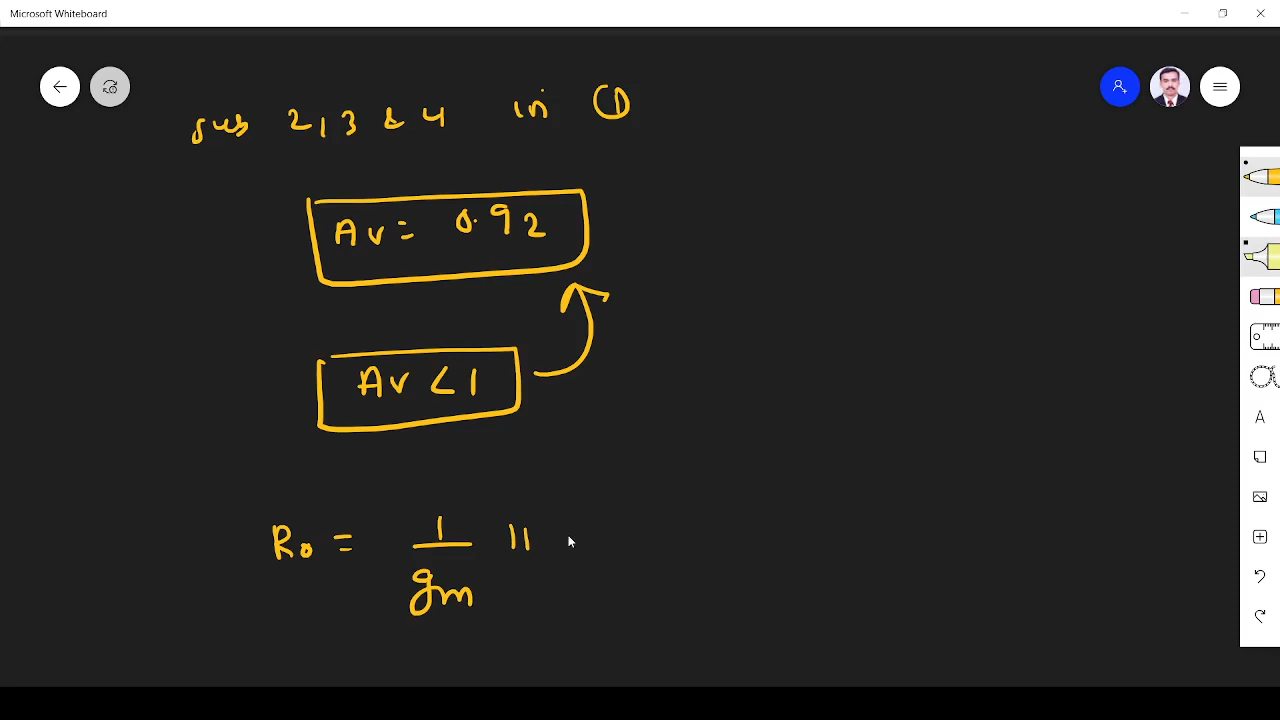 Microsoft Whiteboard
sub 2, 3 & 4 in ①
Av = 0.92
Av < 1
Ro = 1/gm ||
A